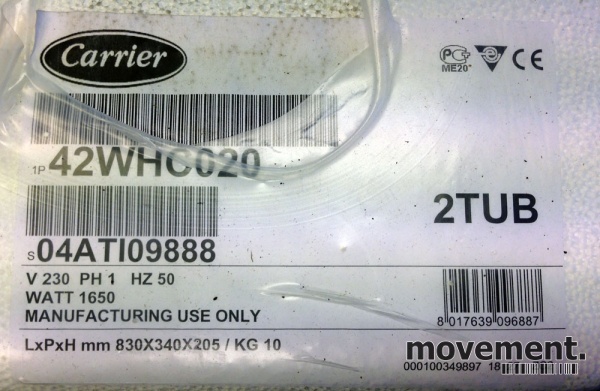 Carrier
PCT
ME20
e
CE
1P 42WHC020
2TUB
S 04ATI09888
V 230 PH 1 HZ 50
WATT 1650
MANUFACTURING USE ONLY
8 017639 096887
LxPxH mm 830X340X205 / KG 10
movement.
000100349897 18